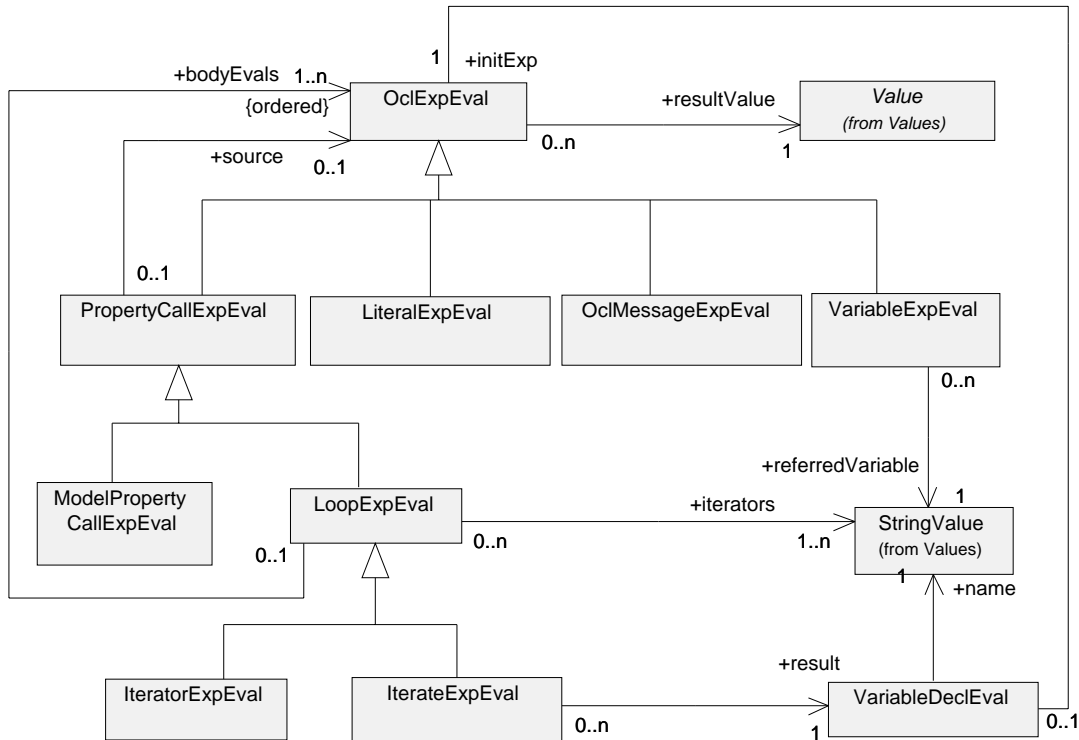 1
+initExp
+bodyEvals
1..n
{ordered}
OclExpEval
+resultValue
Value
(from Values)
0..n
1
+source
0..1
0..1
PropertyCallExpEval
LiteralExpEval
OclMessageExpEval
VariableExpEval
0..n
+referredVariable
1
ModelProperty
CallExpEval
LoopExpEval
+iterators
StringValue
(from Values)
0..1
0..n
1..n
1
+name
+result
IteratorExpEval
IterateExpEval
VariableDeclEval
0..n
1
0..1